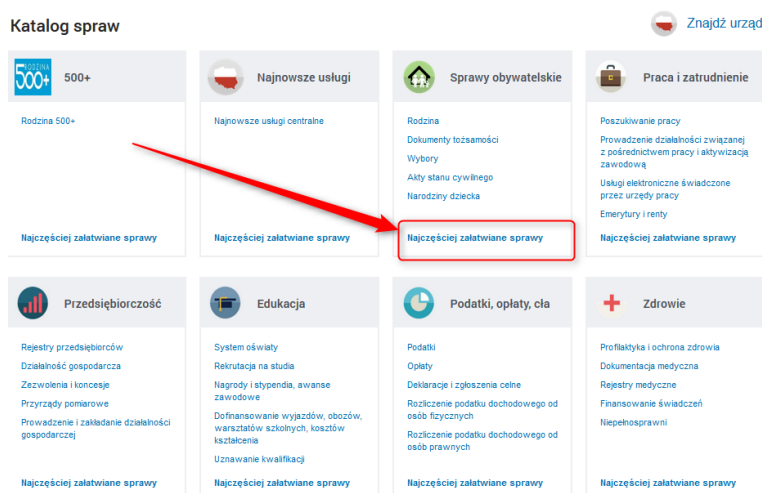 Katalog spraw
Znajdź urząd
RODZINA
500+
500+
Rodzina 500+
Najczęściej załatwiane sprawy
Najnowsze usługi
Najnowsze usługi centralne
Najczęściej załatwiane sprawy
Sprawy obywatelskie
Rodzina
Dokumenty tożsamości
Wybory
Akty stanu cywilnego
Narodziny dziecka
Najczęściej załatwiane sprawy
Praca i zatrudnienie
Poszukiwanie pracy
Prowadzenie działalności związanej
z pośrednictwem pracy i aktywizacją
zawodową
Usługi elektroniczne świadczone
przez urzędy pracy
Emerytury i renty
Najczęściej załatwiane sprawy
Przedsiębiorczość
Rejestry przedsiębiorców
Działalność gospodarcza
Zezwolenia i koncesje
Przyrządy pomiarowe
Prowadzenie i zakładanie działalności
gospodarczej
Najczęściej załatwiane sprawy
Edukacja
System oświaty
Rekrutacja na studia
Nagrody i stypendia, awanse
zawodowe
Dofinansowanie wyjazdów, obozów,
warsztatów szkolnych, kosztów
kształcenia
Uznawanie kwalifikacji
Najczęściej załatwiane sprawy
Podatki, opłaty, cła
Podatki
Opłaty
Deklaracje i zgłoszenia celne
Rozliczenie podatku dochodowego od
osób fizycznych
Rozliczenie podatku dochodowego od
osób prawnych
Najczęściej załatwiane sprawy
Zdrowie
Profilaktyka i ochrona zdrowia
Dokumentacja medyczna
Rejestry medyczne
Finansowanie świadczeń
Niepełnosprawni
Najczęściej załatwiane sprawy